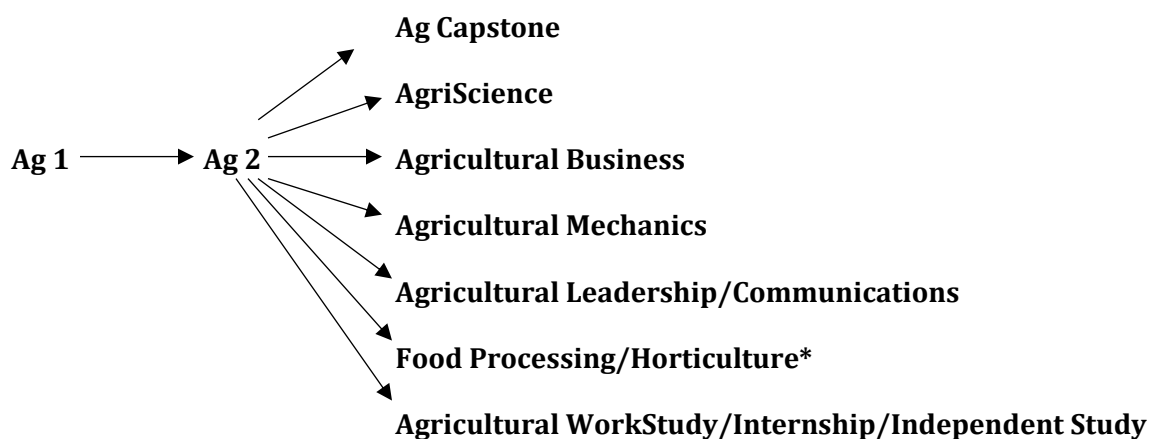 Ag Capstone
AgriScience
Ag 1 Ag 2 Agricultural Business
Agricultural Mechanics
Agricultural Leadership/Communications
Food Processing/Horticulture*
Agricultural WorkStudy/Internship/Independent Study